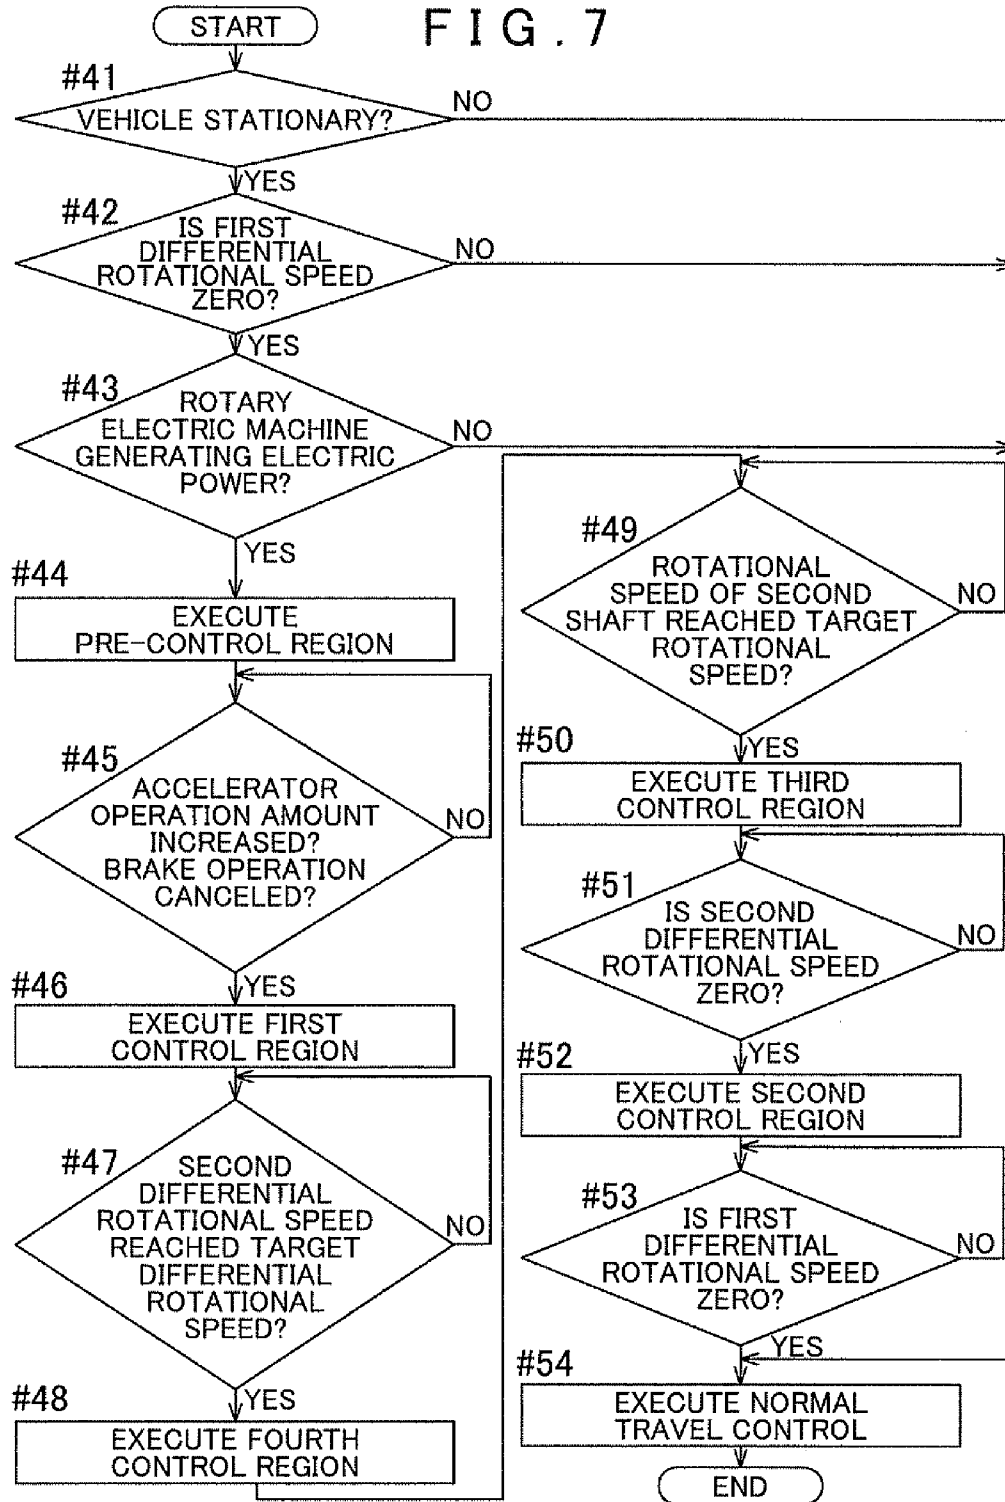 FIG.7
START
#41
VEHICLE STATIONARY?
NO
YES
#42
IS FIRST
DIFFERENTIAL
ROTATIONAL SPEED
ZERO?
NO
YES
#43
ROTARY
ELECTRIC MACHINE
GENERATING ELECTRIC
POWER?
NO
YES
#44
EXECUTE
PRE-CONTROL REGION
#45
ACCELERATOR
OPERATION AMOUNT
INCREASED?
BRAKE OPERATION
CANCELED?
NO
YES
#46
EXECUTE FIRST
CONTROL REGION
#47
SECOND
DIFFERENTIAL
ROTATIONAL SPEED
REACHED TARGET
DIFFERENTIAL
ROTATIONAL
SPEED?
NO
YES
#48
EXECUTE FOURTH
CONTROL REGION
#49
ROTATIONAL
SPEED OF SECOND
SHAFT REACHED TARGET
ROTATIONAL
SPEED?
NO
YES
#50
EXECUTE THIRD
CONTROL REGION
#51
IS SECOND
DIFFERENTIAL
ROTATIONAL SPEED
ZERO?
NO
YES
#52
EXECUTE SECOND
CONTROL REGION
#53
IS FIRST
DIFFERENTIAL
ROTATIONAL SPEED
ZERO?
NO
YES
#54
EXECUTE NORMAL
TRAVEL CONTROL
END